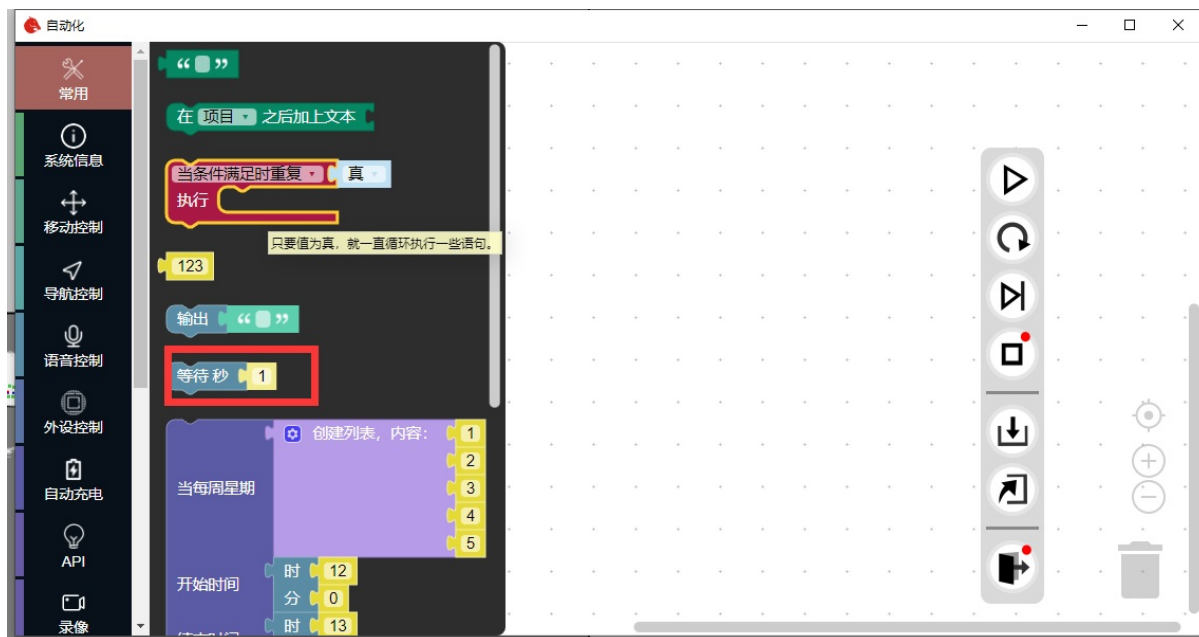 自动化
常用
系统信息
移动控制
导航控制
语音控制
外设控制
自动充电
API
录像
“ ”
在 项目 之后加上文本
当条件满足时重复 真
执行
只要值为真，就一直循环执行一些语句。
123
输出 “ ”
等待 秒 1
创建列表，内容： 1
2
当每周星期 3
4
5
开始时间 时 12
分 0
时 13